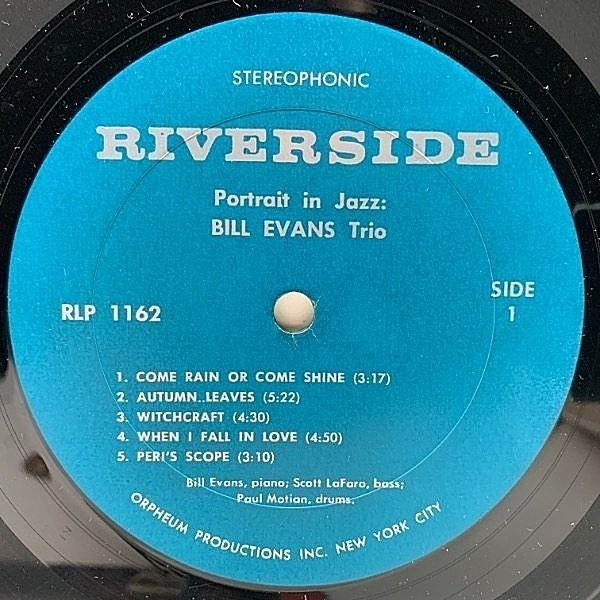 STEREOPHONIC
RIVERSIDE
Portrait in Jazz:
BILL EVANS Trio
RLP 1162
SIDE
1
1. COME RAIN OR COME SHINE (3:17)
2. AUTUMN..LEAVES (5:22)
3. WITCHCRAFT (4:30)
4. WHEN I FALL IN LOVE (4:50)
5. PERI'S SCOPE (3:10)
Bill Evans, piano; Scott LaFaro, bass;
Paul Motian, drums.
ORPHEUM PRODUCTIONS INC. NEW YORK CITY